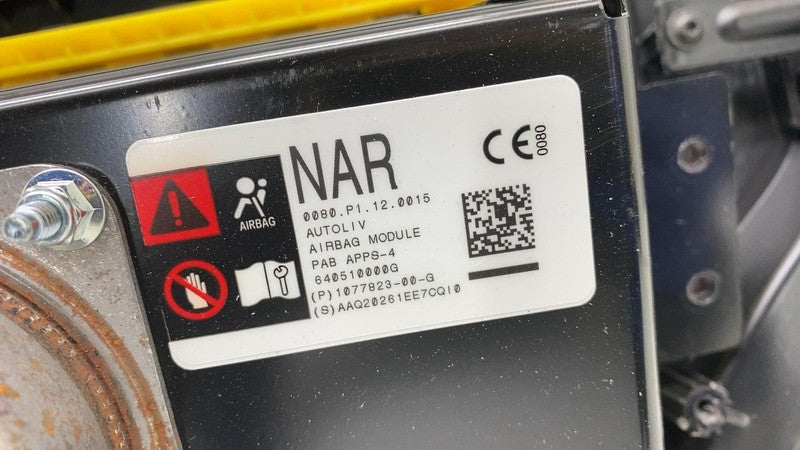 NAR
CE
0080
0080.P1.12.0015
AUTOLIV
AIRBAG MODULE
PAB APPS-4
640510000G
(P)1077823-00-G
(S)AAQ20261EE7CQI0
AIRBAG